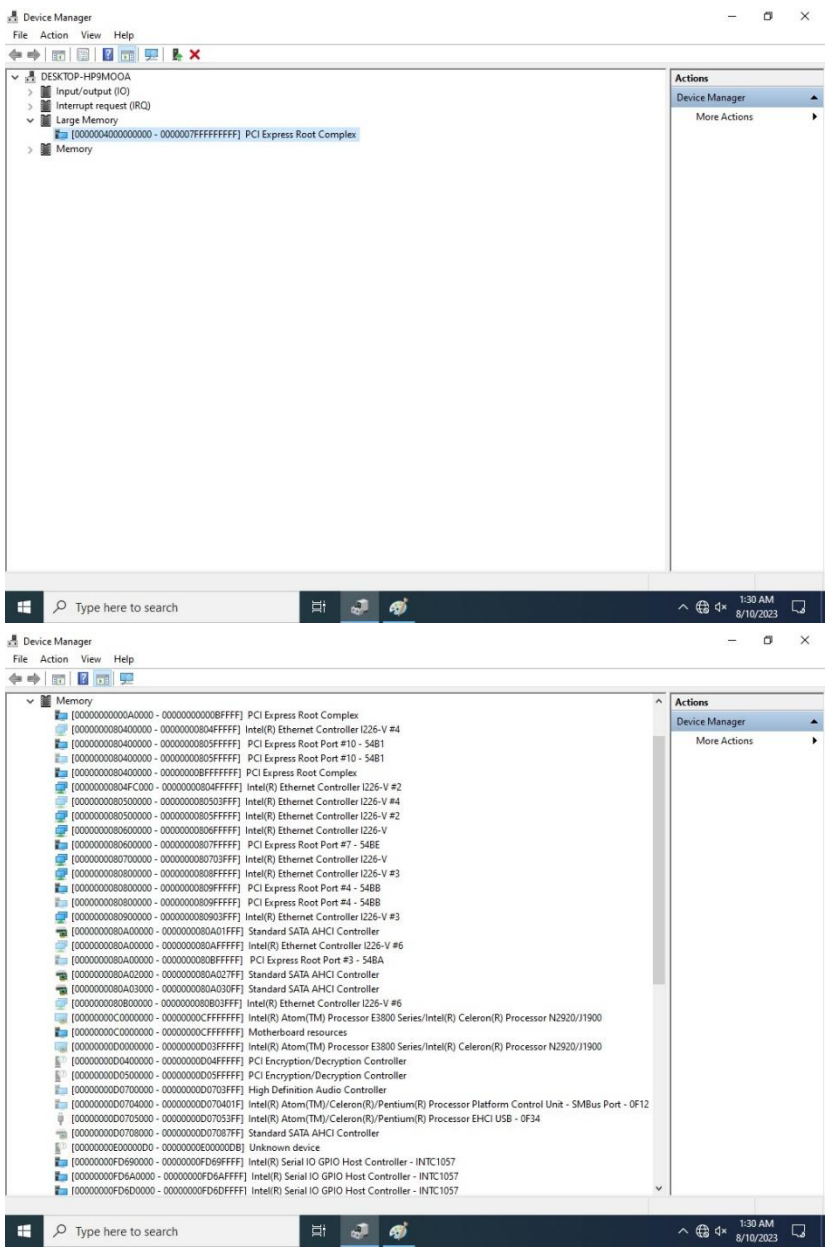 Device Manager
File Action View Help
DESKTOP-HP9MOOA
Input/output (IO)
Interrupt request (IRQ)
Large Memory
[0000004000000000 - 0000007FFFFFFFFF] PCI Express Root Complex
Memory
Actions
Device Manager
More Actions
Type here to search
1:30 AM
8/10/2023
Device Manager
File Action View Help
Memory
[00000000000A0000 - 00000000000BFFFF] PCI Express Root Complex
[0000000080400000 - 00000000804FFFFF] Intel(R) Ethernet Controller I226-V #4
[0000000080400000 - 00000000805FFFFF] PCI Express Root Port #10 - 54B1
[0000000080400000 - 00000000805FFFFF] PCI Express Root Port #10 - 54B1
[0000000080400000 - 00000000BFFFFFFF] PCI Express Root Complex
[00000000804FC000 - 00000000804FFFFF] Intel(R) Ethernet Controller I226-V #2
[0000000080500000 - 0000000080503FFF] Intel(R) Ethernet Controller I226-V #4
[0000000080500000 - 00000000805FFFFF] Intel(R) Ethernet Controller I226-V #2
[0000000080600000 - 00000000806FFFFF] Intel(R) Ethernet Controller I226-V
[0000000080600000 - 00000000807FFFFF] PCI Express Root Port #7 - 54BE
[0000000080700000 - 0000000080703FFF] Intel(R) Ethernet Controller I226-V
[0000000080800000 - 00000000808FFFFF] Intel(R) Ethernet Controller I226-V #3
[0000000080800000 - 00000000809FFFFF] PCI Express Root Port #4 - 54BB
[0000000080800000 - 00000000809FFFFF] PCI Express Root Port #4 - 54BB
[0000000080900000 - 0000000080903FFF] Intel(R) Ethernet Controller I226-V #3
[0000000080A00000 - 0000000080A01FFF] Standard SATA AHCI Controller
[0000000080A00000 - 0000000080AFFFFF] Intel(R) Ethernet Controller I226-V #6
[0000000080A00000 - 0000000080BFFFFF] PCI Express Root Port #3 - 54BA
[0000000080A02000 - 0000000080A027FF] Standard SATA AHCI Controller
[0000000080A03000 - 0000000080A030FF] Standard SATA AHCI Controller
[0000000080B00000 - 0000000080B03FFF] Intel(R) Ethernet Controller I226-V #6
[00000000C0000000 - 00000000CFFFFFFF] Intel(R) Atom(TM) Processor E3800 Series/Intel(R) Celeron(R) Processor N2920/J1900
[00000000C0000000 - 00000000CFFFFFFF] Motherboard resources
[00000000D0000000 - 00000000D03FFFFF] Intel(R) Atom(TM) Processor E3800 Series/Intel(R) Celeron(R) Processor N2920/J1900
[00000000D0400000 - 00000000D04FFFFF] PCI Encryption/Decryption Controller
[00000000D0500000 - 00000000D05FFFFF] PCI Encryption/Decryption Controller
[00000000D0700000 - 00000000D0703FFF] High Definition Audio Controller
[00000000D0704000 - 00000000D070401F] Intel(R) Atom(TM)/Celeron(R)/Pentium(R) Processor Platform Control Unit - SMBus Port - 0F12
[00000000D0705000 - 00000000D07053FF] Intel(R) Atom(TM)/Celeron(R)/Pentium(R) Processor EHCI USB - 0F34
[00000000D0708000 - 00000000D07087FF] Standard SATA AHCI Controller
[00000000E00000D0 - 00000000E00000DB] Unknown device
[00000000FD690000 - 00000000FD69FFFF] Intel(R) Serial IO GPIO Host Controller - INTC1057
[00000000FD6A0000 - 00000000FD6AFFFF] Intel(R) Serial IO GPIO Host Controller - INTC1057
[00000000FD6D0000 - 00000000FD6DFFFF] Intel(R) Serial IO GPIO Host Controller - INTC1057
Actions
Device Manager
More Actions
Type here to search
1:30 AM
8/10/2023